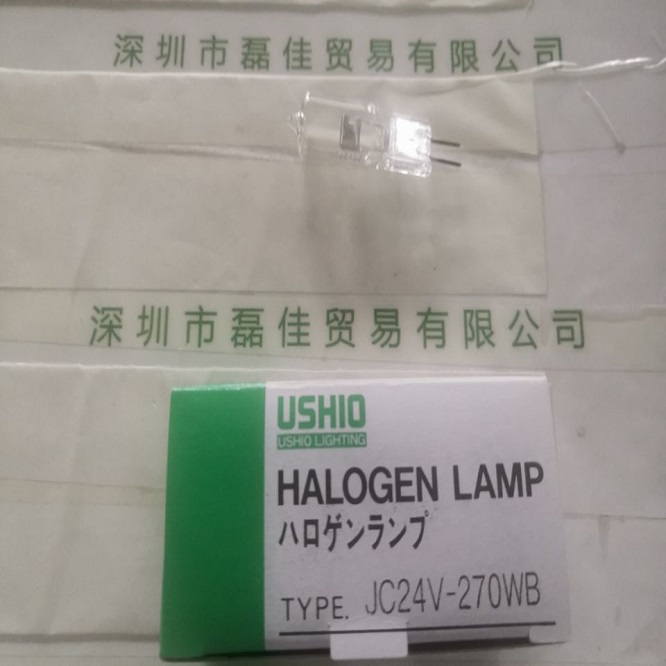 深圳市磊佳贸易有限公司
深圳市磊佳贸易有限公司
USHIO
USHIO LIGHTING
HALOGEN LAMP
ハロゲンランプ
TYPE. JC24V-270WB